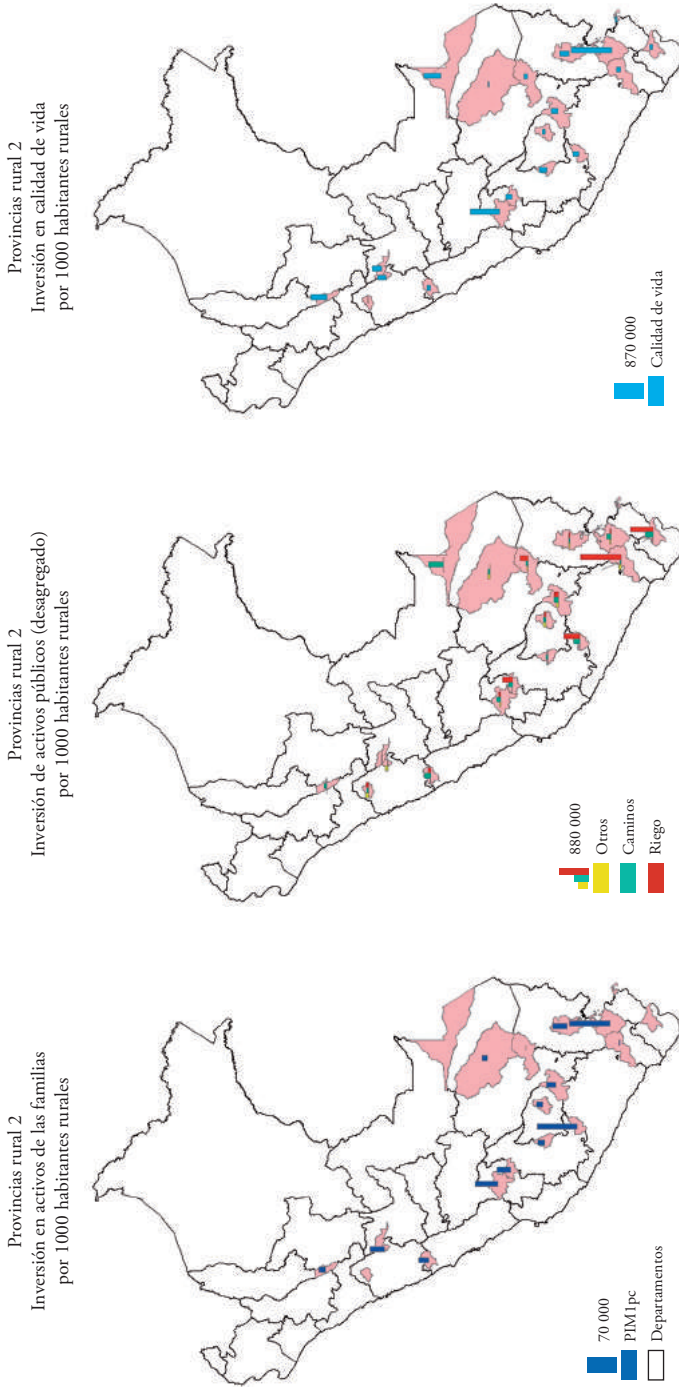 Provincias rural 2
Inversión en activos de las familias
por 1000 habitantes rurales
70 000
PIM1pc
Departamentos
Provincias rural 2
Inversión de activos públicos (desagregado)
por 1000 habitantes rurales
880 000
Otros
Caminos
Riego
Provincias rural 2
Inversión en calidad de vida
por 1000 habitantes rurales
870 000
Calidad de vida